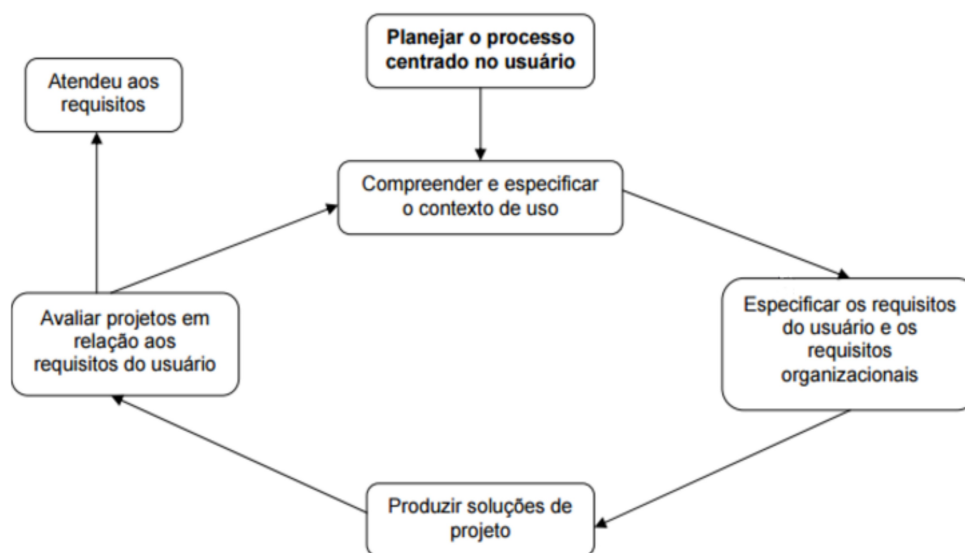 Planejar o processo
centrado no usuário
Atendeu aos
requisitos
Compreender e especificar
o contexto de uso
Avaliar projetos em
relação aos
requisitos do usuário
Especificar os requisitos
do usuário e os
requisitos
organizacionais
Produzir soluções de
projeto